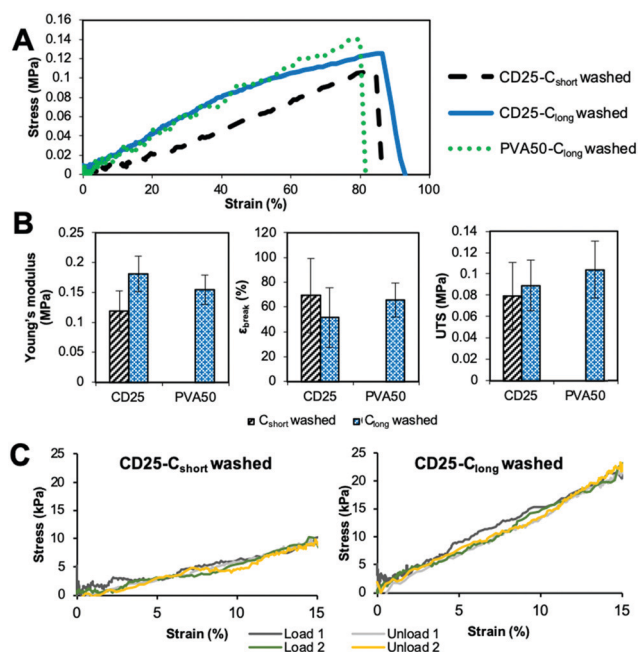 A
Stress (MPa)
0.16
0.14
0.12
0.1
0.08
0.06
0.04
0.02
0
0 20 40 60 80 100
Strain (%)
CD25-Cshort washed
CD25-Clong washed
PVA50-Clong washed
B
Young's modulus
(MPa)
0.25
0.2
0.15
0.1
0.05
0
CD25 PVA50
εbreak
(%)
120
100
80
60
40
20
0
CD25 PVA50
UTS (MPa)
0.14
0.12
0.1
0.08
0.06
0.04
0.02
0
CD25 PVA50
Cshort washed Clong washed
C
CD25-Cshort washed
Stress (kPa)
25
20
15
10
5
0
0 5 10 15
Strain (%)
CD25-Clong washed
Stress (kPa)
25
20
15
10
5
0
0 5 10 15
Strain (%)
Load 1 Unload 1
Load 2 Unload 2